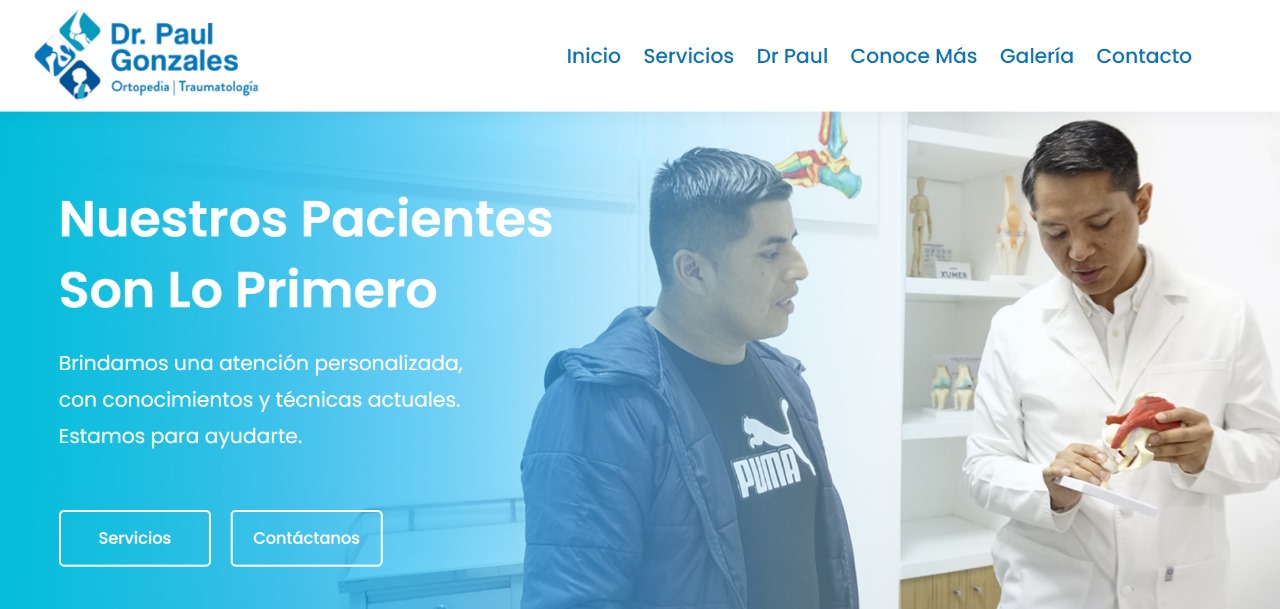 Dr. Paul
Gonzales
Ortopedia | Traumatología
Inicio Servicios Dr Paul Conoce Más Galería Contacto
Nuestros Pacientes
Son Lo Primero
Brindamos una atención personalizada,
con conocimientos y técnicas actuales.
Estamos para ayudarte.
Servicios Contáctanos
PUMA
XUMER